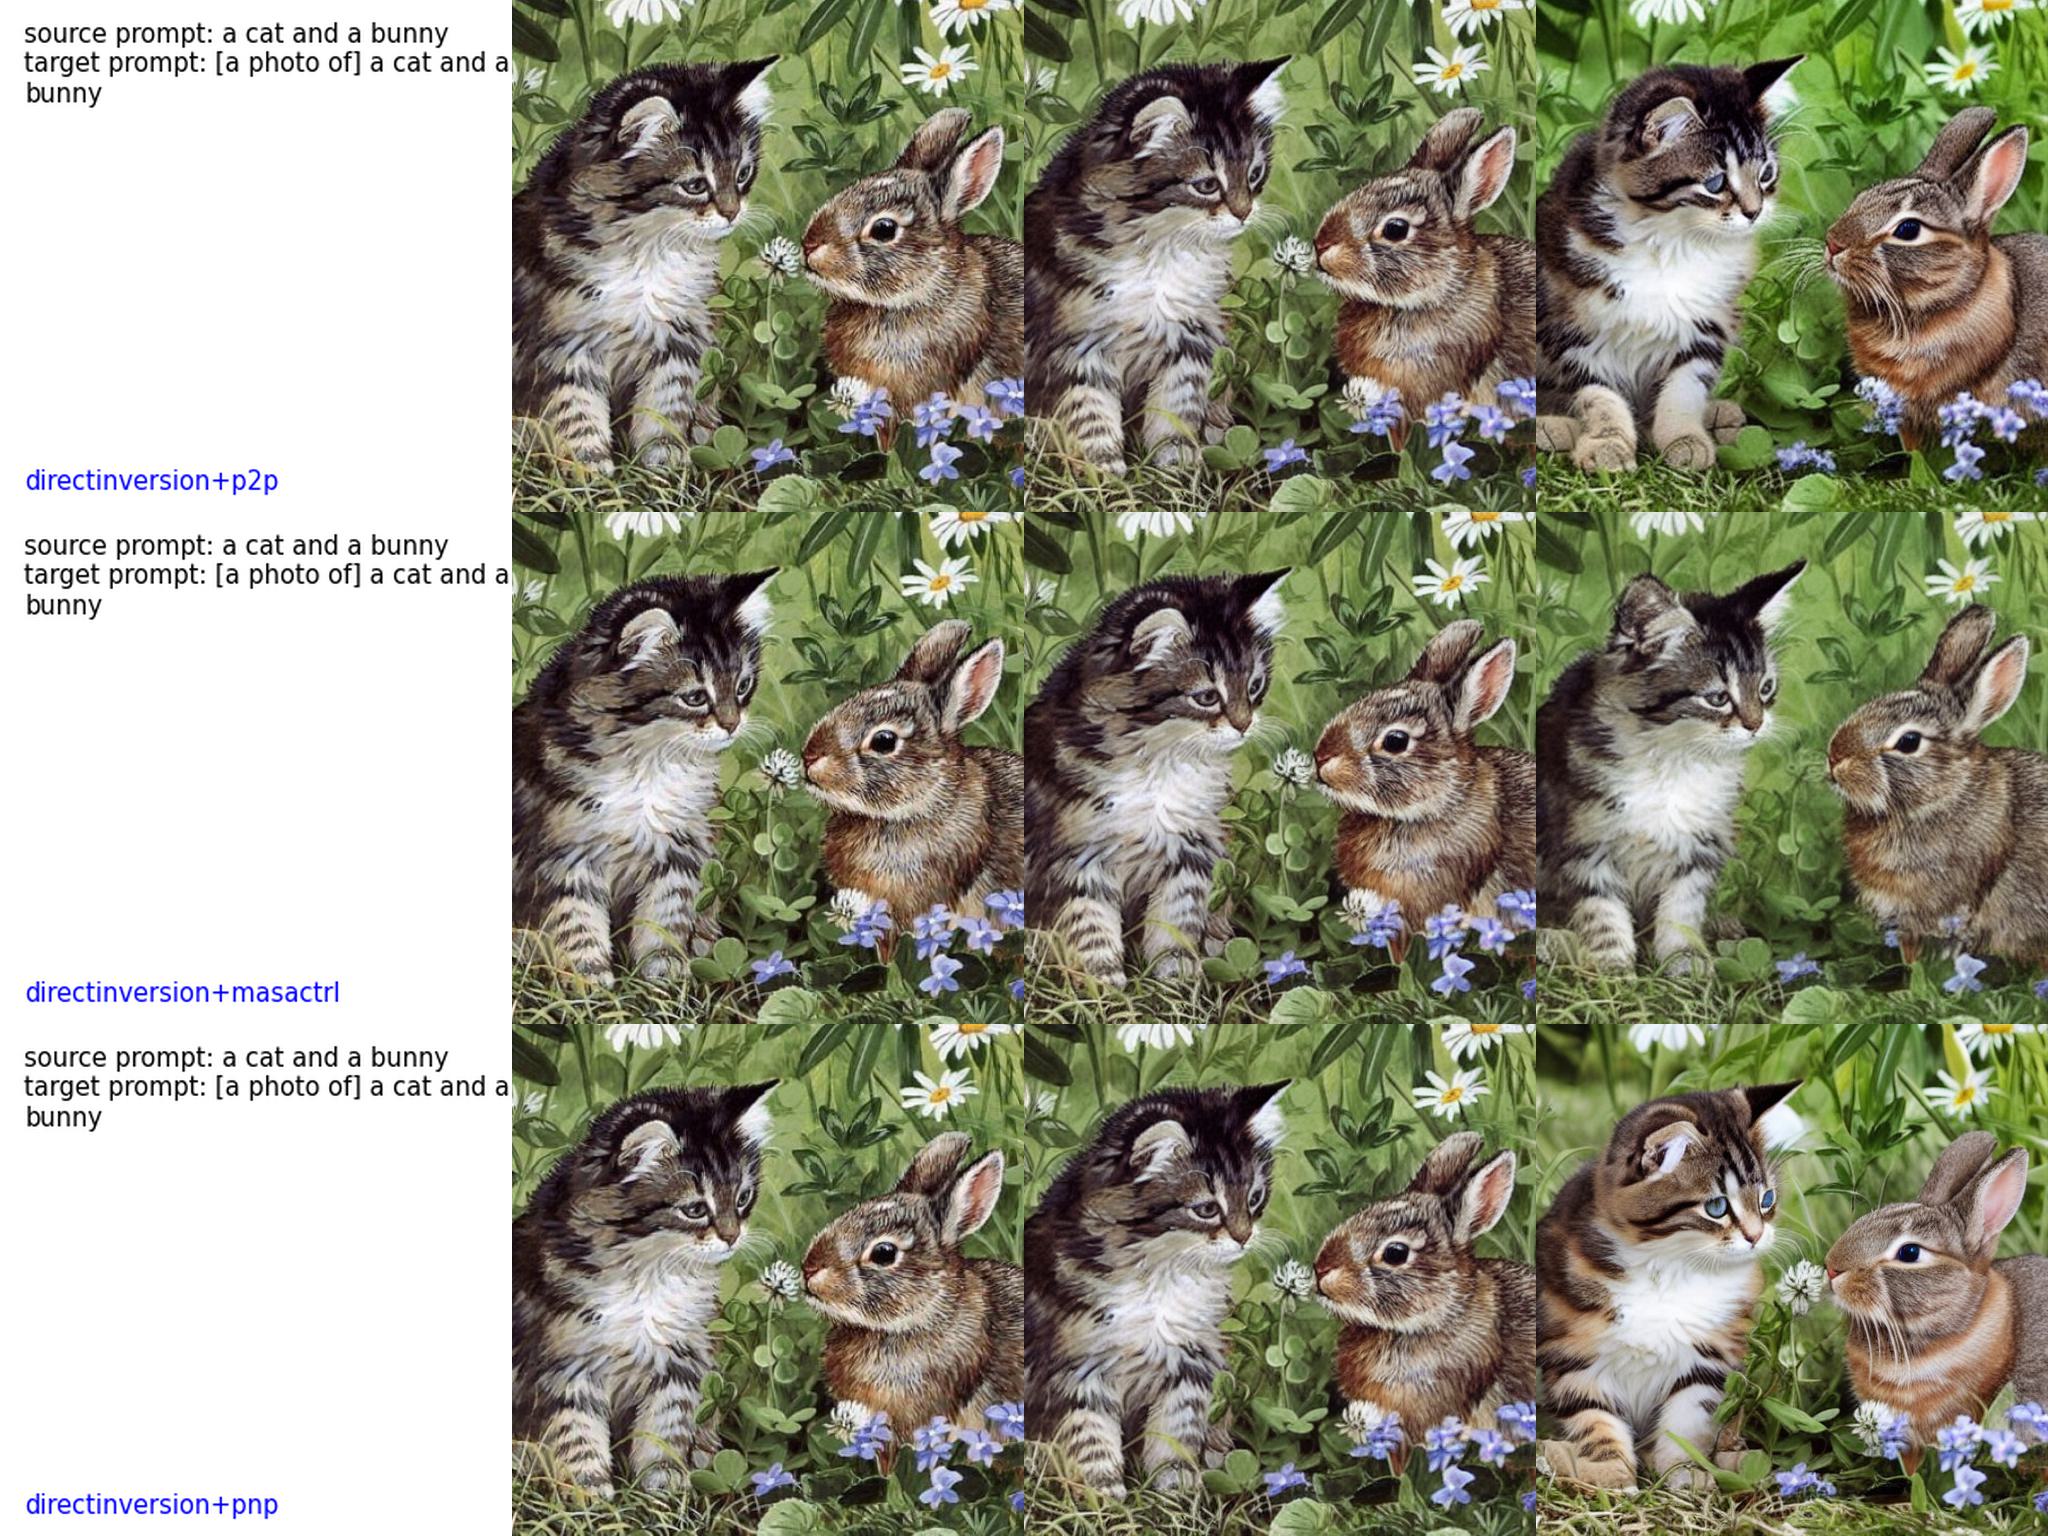 source prompt: a cat and a bunny
target prompt: [a photo of] a cat and a
bunny
directinversion+p2p
source prompt: a cat and a bunny
target prompt: [a photo of] a cat and a
bunny
directinversion+masactrl
source prompt: a cat and a bunny
target prompt: [a photo of] a cat and a
bunny
directinversion+pnp